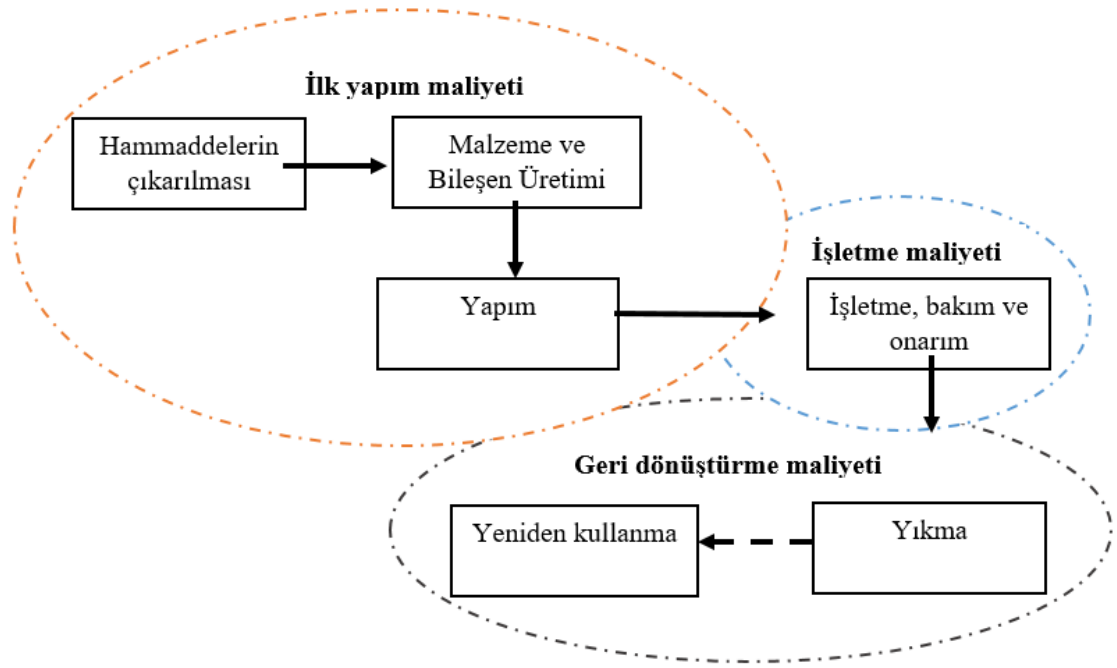 İlk yapım maliyeti
Hammaddelerin
çıkarılması
Malzeme ve
Bileşen Üretimi
Yapım
İşletme maliyeti
İşletme, bakım ve
onarım
Geri dönüştürme maliyeti
Yeniden kullanma
Yıkma